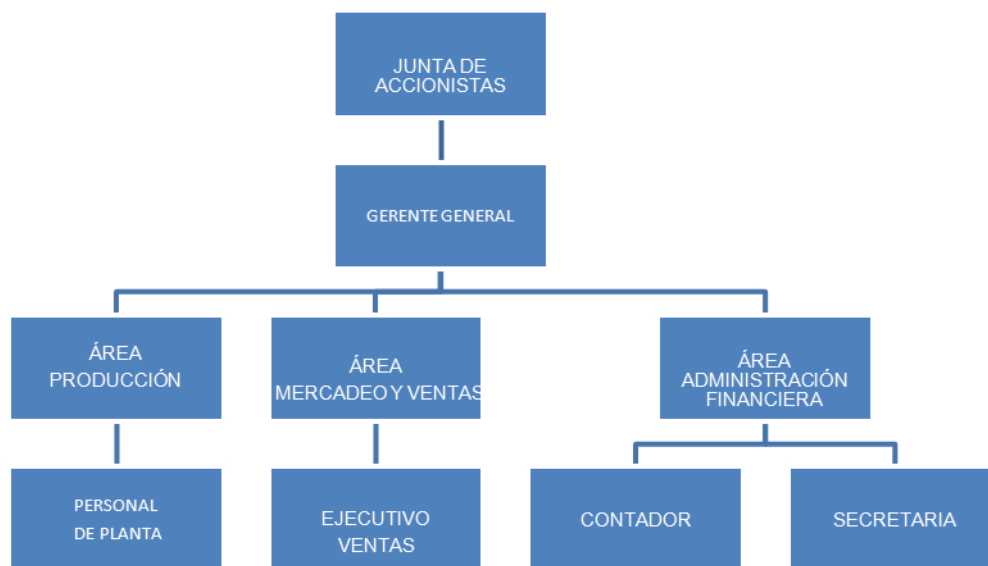 JUNTA DE
ACCIONISTAS
GERENTE GENERAL
ÁREA
PRODUCCIÓN
ÁREA
MERCADEO Y VENTAS
ÁREA
ADMINISTRACIÓN
FINANCIERA
PERSONAL
DE PLANTA
EJECUTIVO
VENTAS
CONTADOR
SECRETARIA